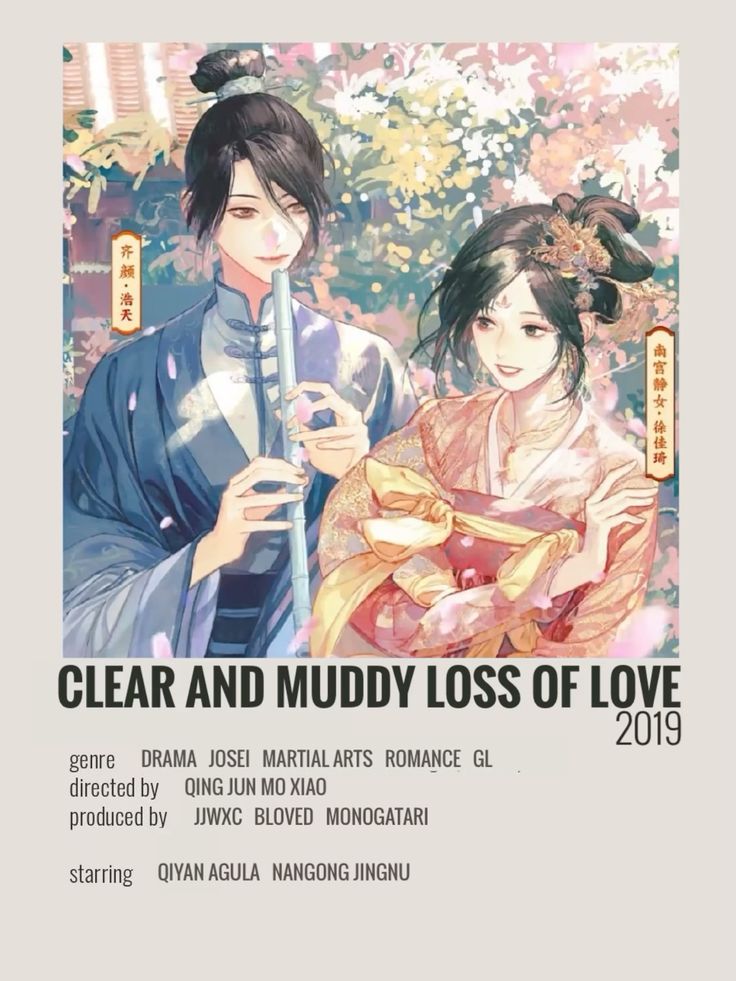 齐颜·浩天
南宫静女·徐佳琦
CLEAR AND MUDDY LOSS OF LOVE
2019
genre DRAMA JOSEI MARTIAL ARTS ROMANCE GL
directed by QING JUN MO XIAO
produced by JJWXC BLOVED MONOGATARI
starring QIYAN AGULA NANGONG JINGNU